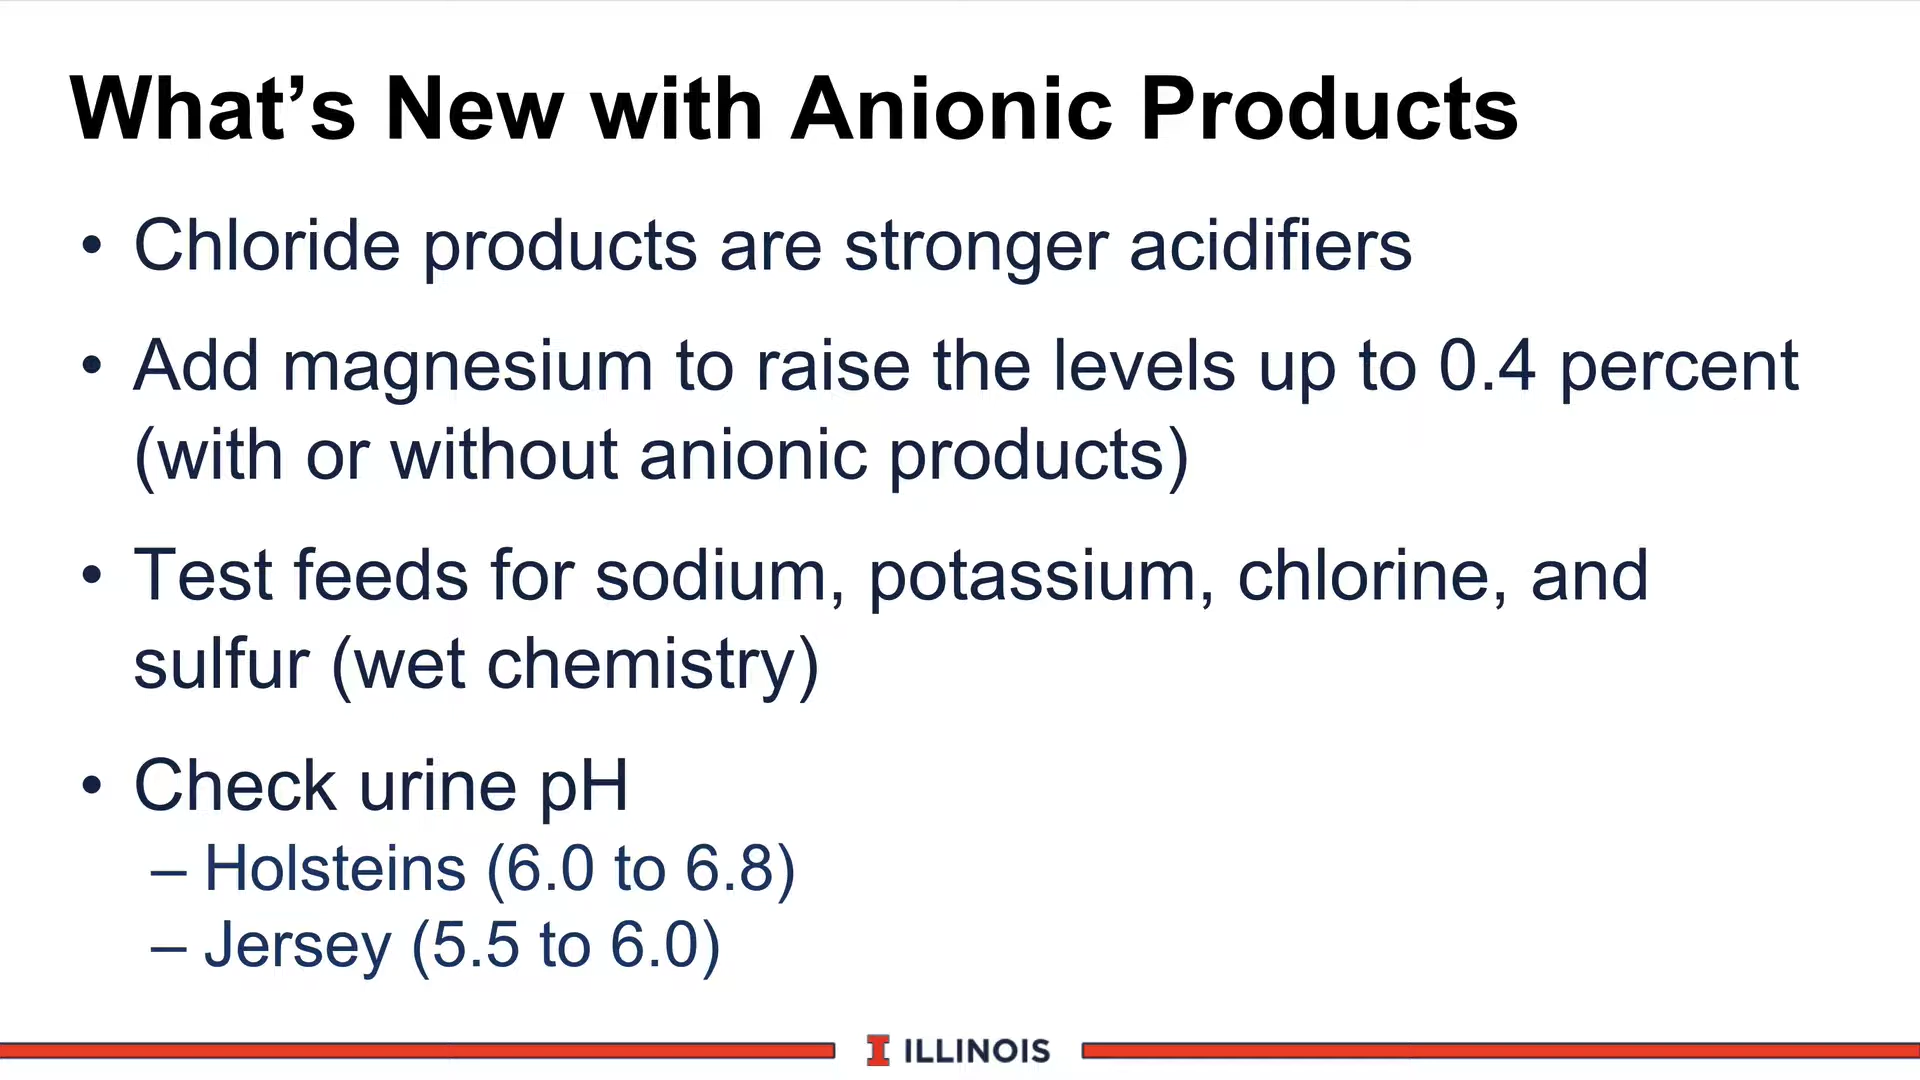 What’s New with Anionic Products
• Chloride products are stronger acidifiers
• Add magnesium to raise the levels up to 0.4 percent
(with or without anionic products)
• Test feeds for sodium, potassium, chlorine, and
sulfur (wet chemistry)
• Check urine pH
– Holsteins (6.0 to 6.8)
– Jersey (5.5 to 6.0)
I ILLINOIS